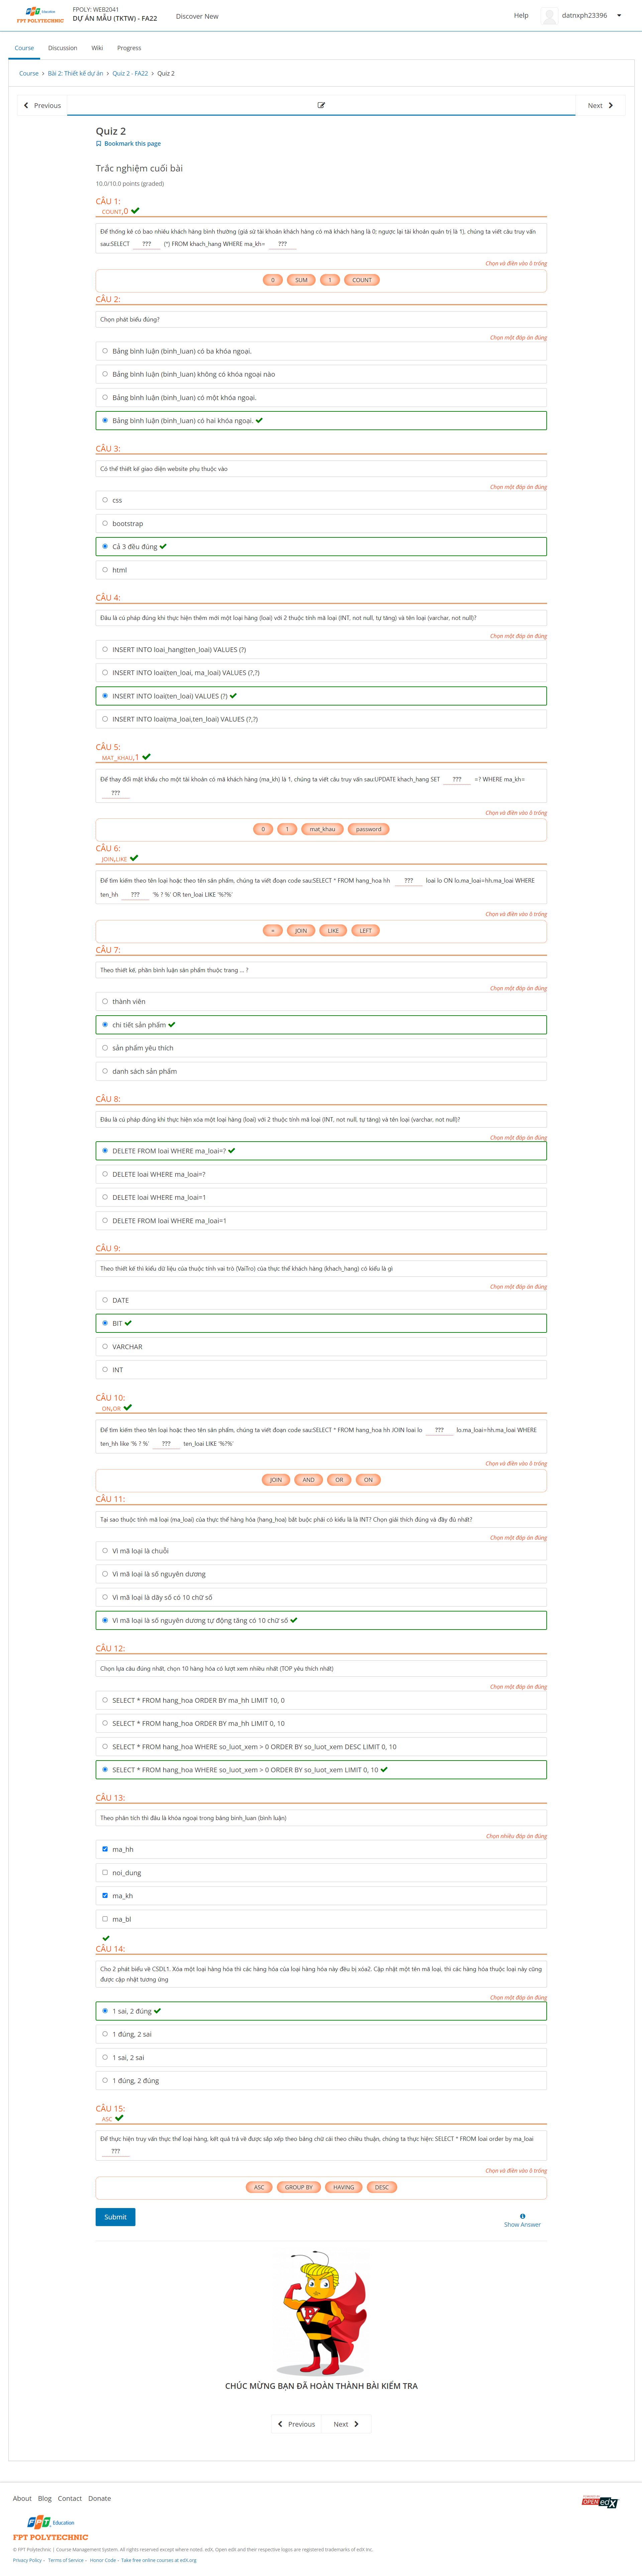 FPT Education
FPT POLYTECHNIC
FPOLY: WEB2041
DỰ ÁN MẪU (TKTW) - FA22
Discover New
Help
datnxph23396
Course
Discussion
Wiki
Progress
Course > Bài 2: Thiết kế dự án > Quiz 2 - FA22 > Quiz 2
Previous
Next
Quiz 2
Bookmark this page
Trắc nghiệm cuối bài
10.0/10.0 points (graded)
CÂU 1:
COUNT,0
Để thống kê có bao nhiêu khách hàng bình thường (giả sử tài khoản khách hàng có mã khách hàng là 0; ngược lại tài khoản quản trị là 1), chúng ta viết câu truy vấn
sau:SELECT ??? (*) FROM khach_hang WHERE ma_kh= ???
Chọn và điền vào ô trống
0 SUM 1 COUNT
CÂU 2:
Chọn phát biểu đúng?
Chọn một đáp án đúng
Bảng bình luận (binh_luan) có ba khóa ngoại.
Bảng bình luận (binh_luan) không có khóa ngoại nào
Bảng bình luận (binh_luan) có một khóa ngoại.
Bảng bình luận (binh_luan) có hai khóa ngoại.
CÂU 3:
Có thể thiết kế giao diện website phụ thuộc vào
Chọn một đáp án đúng
css
bootstrap
Cả 3 đều đúng
html
CÂU 4:
Đâu là cú pháp đúng khi thực hiện thêm mới một loại hàng (loai) với 2 thuộc tính mã loại (INT, not null, tự tăng) và tên loại (varchar, not null)?
Chọn một đáp án đúng
INSERT INTO loai_hang(ten_loai) VALUES (?)
INSERT INTO loai(ten_loai, ma_loai) VALUES (?,?)
INSERT INTO loai(ten_loai) VALUES (?)
INSERT INTO loai(ma_loai,ten_loai) VALUES (?,?)
CÂU 5:
MAT_KHAU,1
Để thay đổi mật khẩu cho một tài khoản có mã khách hàng (ma_kh) là 1, chúng ta viết câu truy vấn sau:UPDATE khach_hang SET ??? =? WHERE ma_kh=
???
Chọn và điền vào ô trống
0 1 mat_khau password
CÂU 6:
JOIN,LIKE
Để tìm kiếm theo tên loại hoặc theo tên sản phẩm, chúng ta viết đoạn code sau:SELECT * FROM hang_hoa hh ??? loai lo ON lo.ma_loai=hh.ma_loai WHERE
ten_hh ??? '% ? %' OR ten_loai LIKE '%?%'
Chọn và điền vào ô trống
= JOIN LIKE LEFT
CÂU 7:
Theo thiết kế, phần bình luận sản phẩm thuộc trang ... ?
Chọn một đáp án đúng
thành viên
chi tiết sản phẩm
sản phẩm yêu thích
danh sách sản phẩm
CÂU 8:
Đâu là cú pháp đúng khi thực hiện xóa một loại hàng (loai) với 2 thuộc tính mã loại (INT, not null, tự tăng) và tên loại (varchar, not null)?
Chọn một đáp án đúng
DELETE FROM loai WHERE ma_loai=?
DELETE loai WHERE ma_loai=?
DELETE loai WHERE ma_loai=1
DELETE FROM loai WHERE ma_loai=1
CÂU 9:
Theo thiết kế thì kiểu dữ liệu của thuộc tính vai trò (VaiTro) của thực thể khách hàng (khach_hang) có kiểu là gì
Chọn một đáp án đúng
DATE
BIT
VARCHAR
INT
CÂU 10:
ON,OR
Để tìm kiếm theo tên loại hoặc theo tên sản phẩm, chúng ta viết đoạn code sau:SELECT * FROM hang_hoa hh JOIN loai lo ??? lo.ma_loai=hh.ma_loai WHERE
ten_hh like '% ? %' ??? ten_loai LIKE '%?%'
Chọn và điền vào ô trống
JOIN AND OR ON
CÂU 11:
Tại sao thuộc tính mã loại (ma_loai) của thực thể hàng hóa (hang_hoa) bắt buộc phải có kiểu là là INT? Chọn giải thích đúng và đầy đủ nhất?
Chọn một đáp án đúng
Vì mã loại là chuỗi
Vì mã loại là số nguyên dương
Vì mã loại là dãy số có 10 chữ số
Vì mã loại là số nguyên dương tự động tăng có 10 chữ số
CÂU 12:
Chọn lựa câu đúng nhất, chọn 10 hàng hóa có lượt xem nhiều nhất (TOP yêu thích nhất)
Chọn một đáp án đúng
SELECT * FROM hang_hoa ORDER BY ma_hh LIMIT 10, 0
SELECT * FROM hang_hoa ORDER BY ma_hh LIMIT 0, 10
SELECT * FROM hang_hoa WHERE so_luot_xem > 0 ORDER BY so_luot_xem DESC LIMIT 0, 10
SELECT * FROM hang_hoa WHERE so_luot_xem > 0 ORDER BY so_luot_xem LIMIT 0, 10
CÂU 13:
Theo phân tích thì đâu là khóa ngoại trong bảng binh_luan (bình luận)
Chọn nhiều đáp án đúng
ma_hh
noi_dung
ma_kh
ma_bl
CÂU 14:
Cho 2 phát biểu về CSDL1. Xóa một loại hàng hóa thì các hàng hóa của loại hàng hóa này đều bị xóa2. Cập nhật một tên mã loại, thì các hàng hóa thuộc loại này cũng
được cập nhật tương ứng
Chọn một đáp án đúng
1 sai, 2 đúng
1 đúng, 2 sai
1 sai, 2 sai
1 đúng, 2 đúng
CÂU 15:
ASC
Để thực hiện truy vấn thực thể loại hàng, kết quả trả về được sắp xếp theo bảng chữ cái theo chiều thuận, chúng ta thực hiện: SELECT * FROM loai order by ma_loai
???
Chọn và điền vào ô trống
ASC GROUP BY HAVING DESC
Submit
Show Answer
P
CHÚC MỪNG BẠN ĐÃ HOÀN THÀNH BÀI KIỂM TRA
Previous
Next
About Blog Contact Donate
OPEN edX
FPT Education
FPT POLYTECHNIC
© FPT Polytechnic | Course Management System. All rights reserved except where noted. edX, Open edX and their respective logos are registered trademarks of edX Inc.
Privacy Policy - Terms of Service - Honor Code - Take free online courses at edX.org